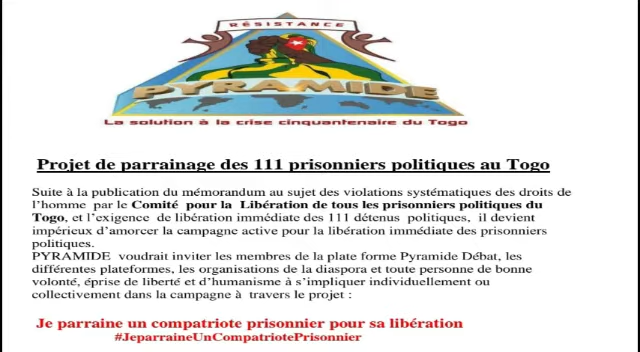 RÉSISTANCE
PYRAMIDE
La solution à la crise cinquantenaire du Togo
Projet de parrainage des 111 prisonniers politiques au Togo
Suite à la publication du mémorandum au sujet des violations systématiques des droits de
l'homme par le Comité pour la Libération de tous les prisonniers politiques du
Togo, et l'exigence de libération immédiate des 111 détenus politiques, il devient
impérieux d'amorcer la campagne active pour la libération immédiate des prisonniers
politiques.
PYRAMIDE voudrait inviter les membres de la plate forme Pyramide Débat, les
différentes plateformes, les organisations de la diaspora et toute personne de bonne
volonté, éprise de liberté et d'humanisme à s'impliquer individuellement ou
collectivement dans la campagne à travers le projet :
Je parraine un compatriote prisonnier pour sa libération
#JeparraineUnCompatriotePrisonnier